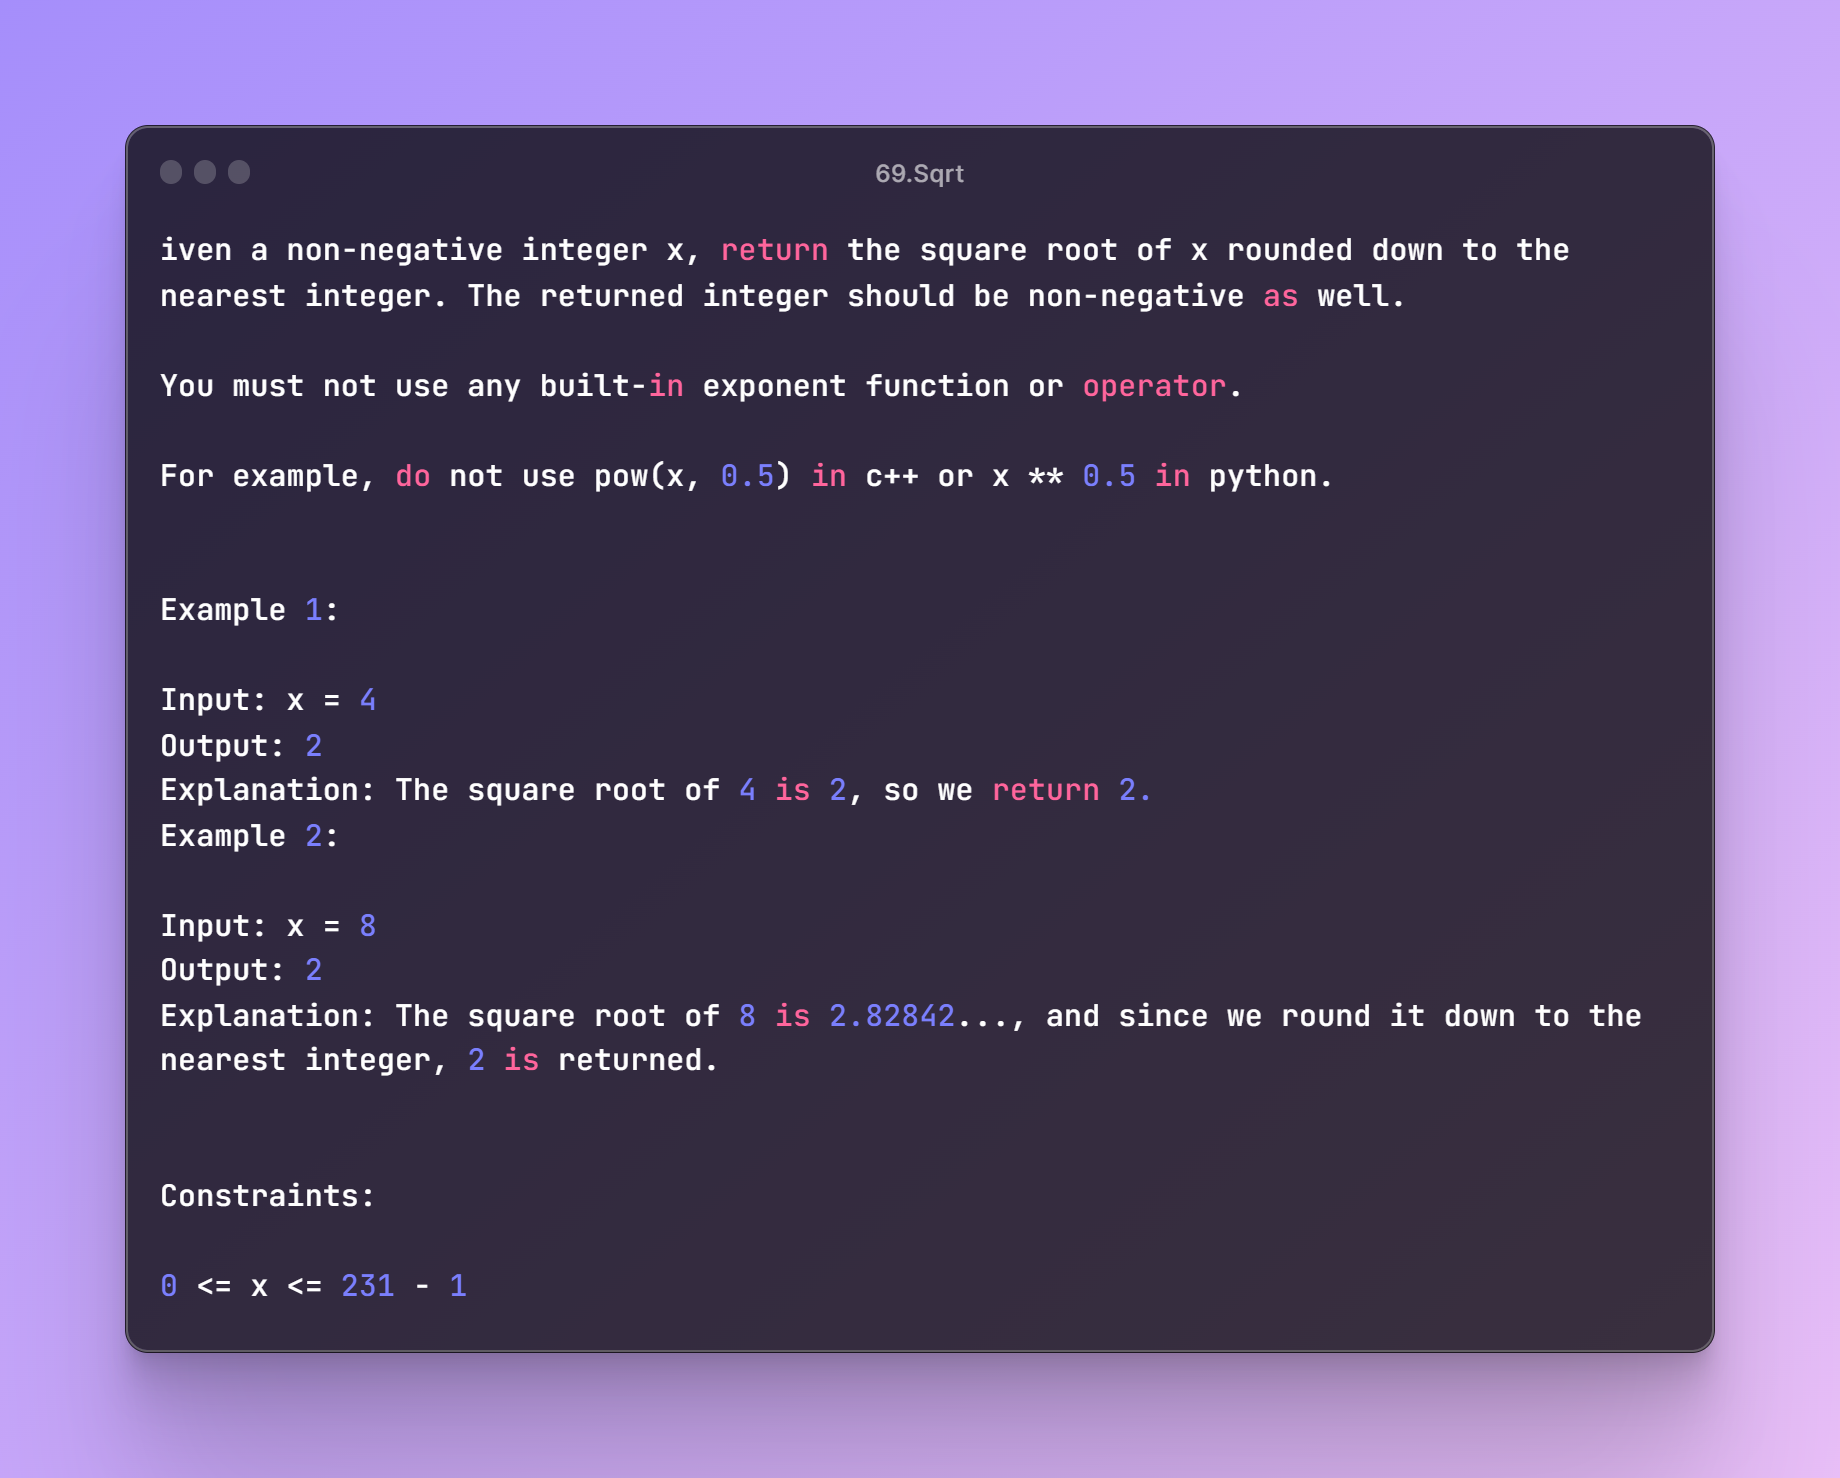 69.Sqrt
iven a non-negative integer x, return the square root of x rounded down to the
nearest integer. The returned integer should be non-negative as well.
You must not use any built-in exponent function or operator.
For example, do not use pow(x, 0.5) in c++ or x ** 0.5 in python.
Example 1:
Input: x = 4
Output: 2
Explanation: The square root of 4 is 2, so we return 2.
Example 2:
Input: x = 8
Output: 2
Explanation: The square root of 8 is 2.82842..., and since we round it down to the
nearest integer, 2 is returned.
Constraints:
0 <= x <= 231 - 1